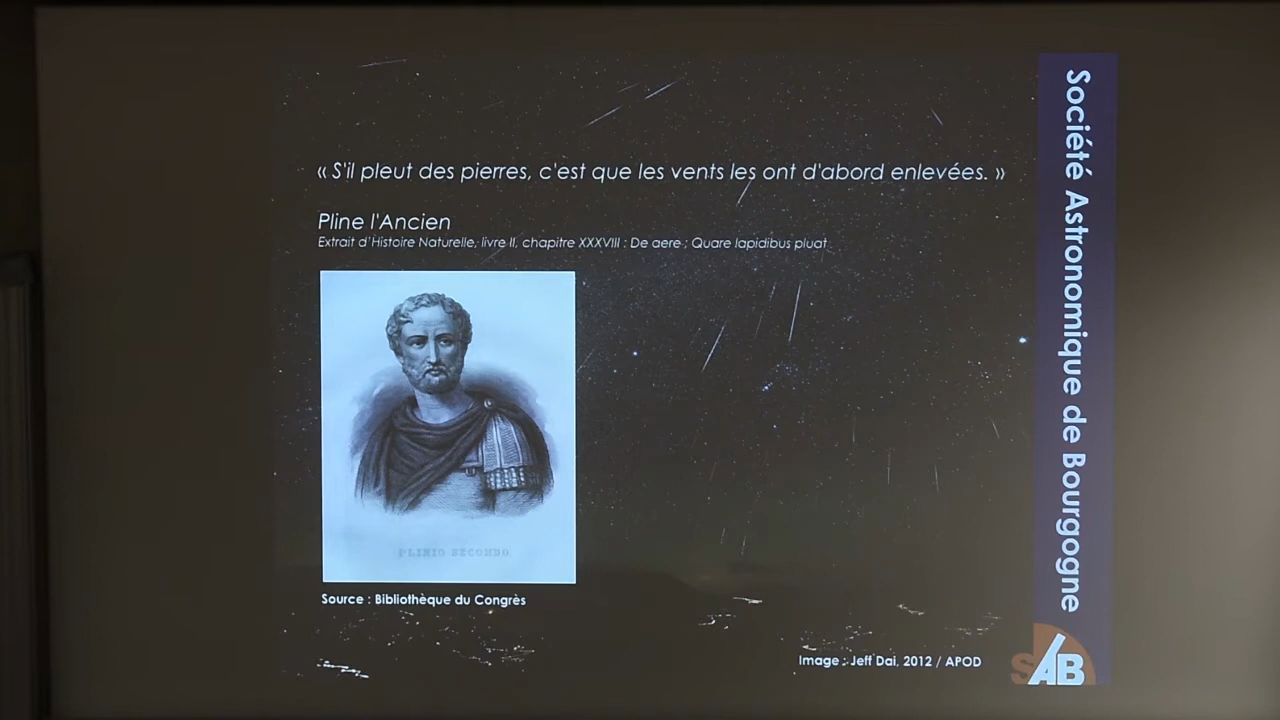 « S'il pleut des pierres, c'est que les vents les ont d'abord enlevées. »
Pline l'Ancien
Extrait d'Histoire Naturelle, livre II, chapitre XXXVIII : De aere ; Quare lapidibus pluat
PLINIO SECONDO
Source : Bibliothèque du Congrès
Image : Jeff Dai, 2012 / APOD
Société Astronomique de Bourgogne
SAB